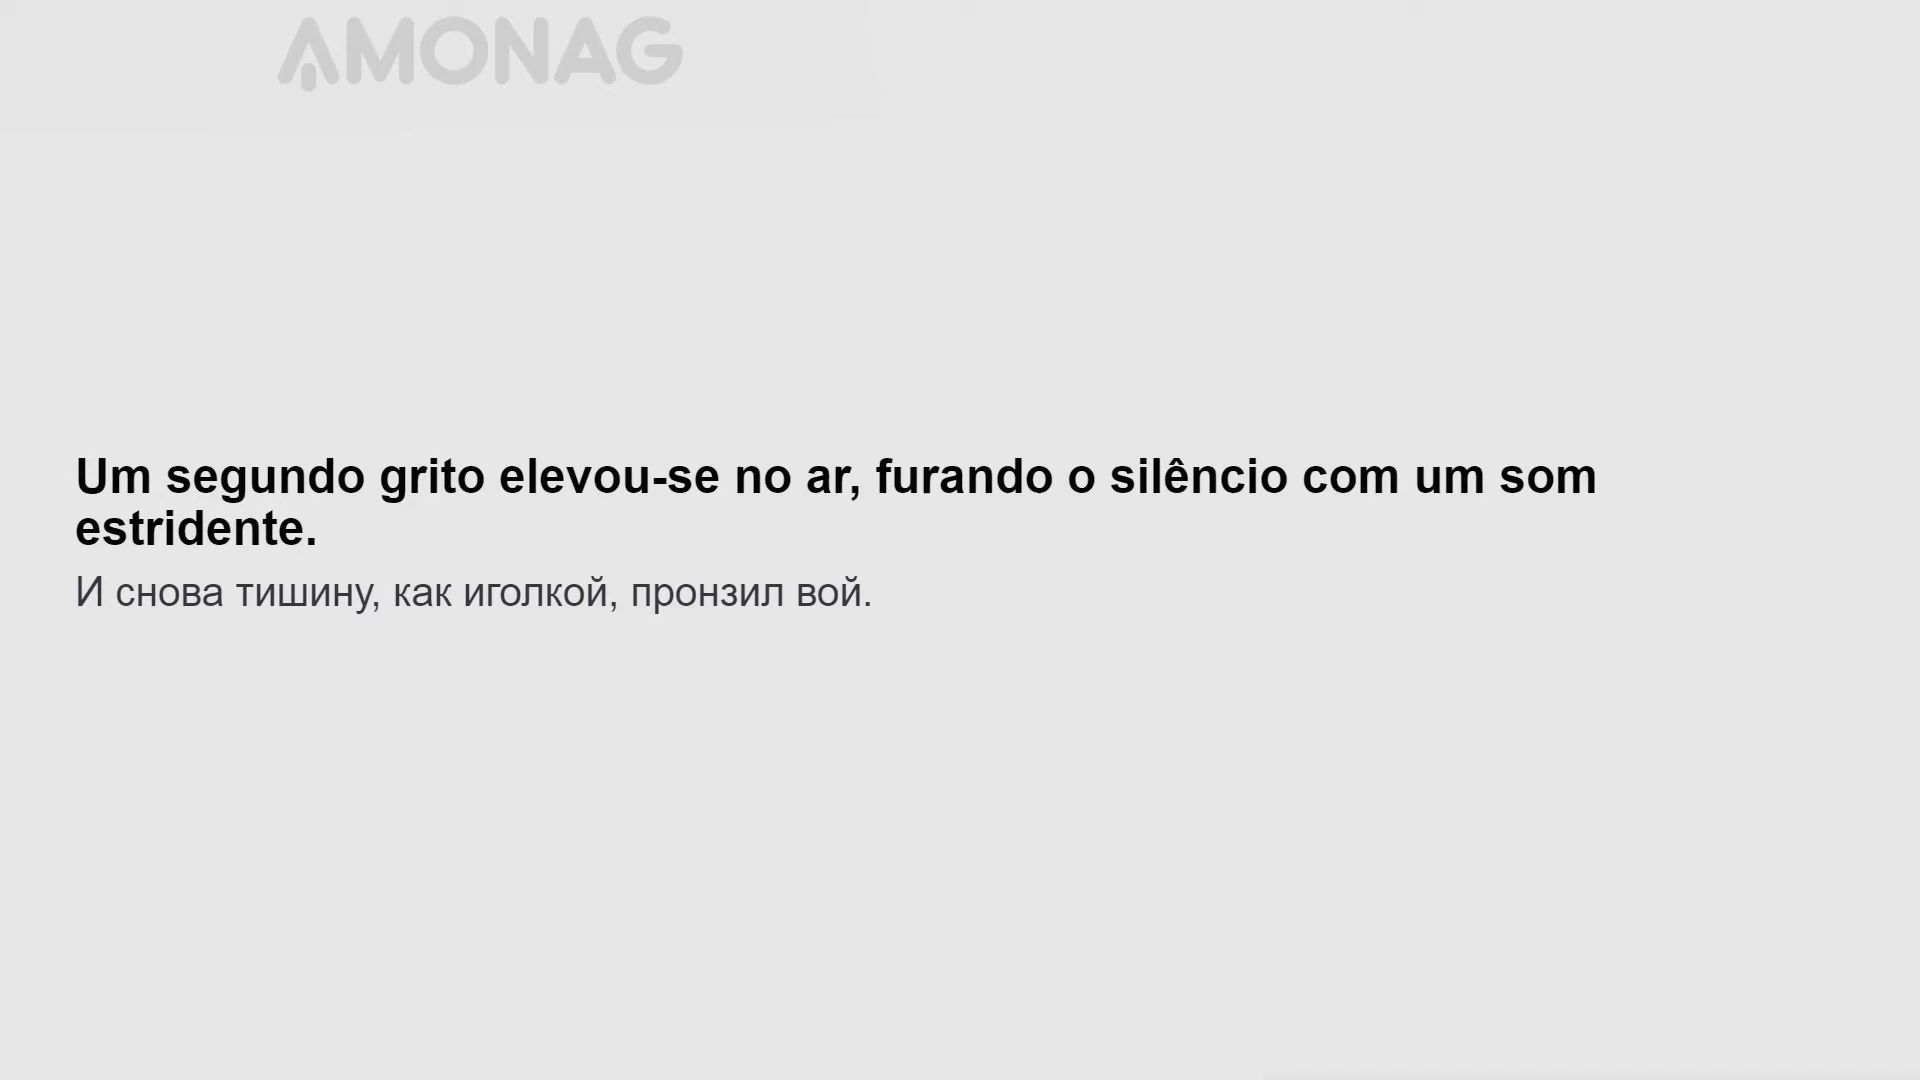 AMONAG
Um segundo grito elevou-se no ar, furando o silêncio com um som
estridente.
И снова тишину, как иголкой, пронзил вой.